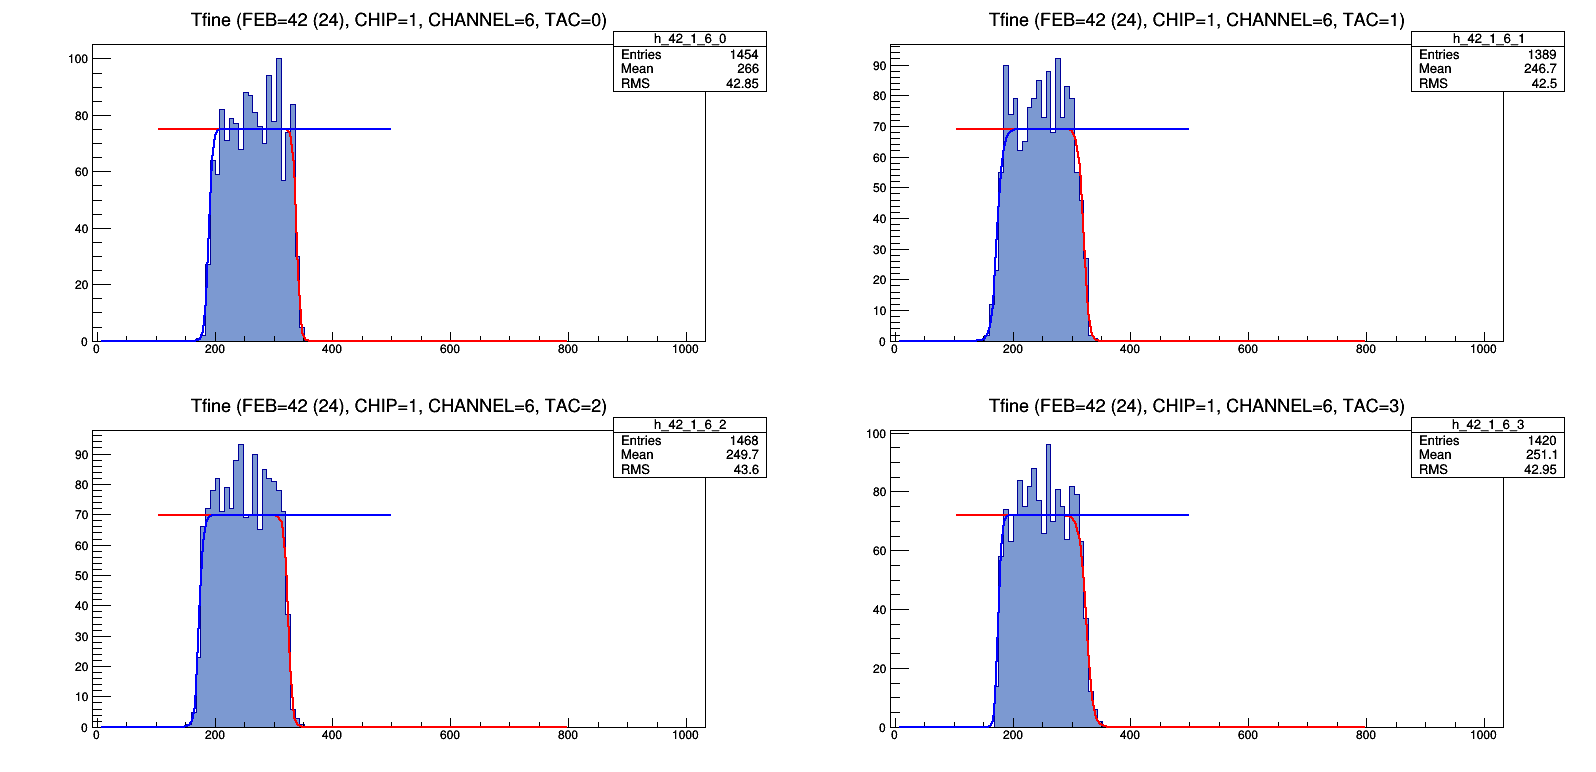 Tfine (FEB=42 (24), CHIP=1, CHANNEL=6, TAC=0)
h_42_1_6_0
Entries 1454
Mean 266
RMS 42.85
100
80
60
40
20
0
0 200 400 600 800 1000
Tfine (FEB=42 (24), CHIP=1, CHANNEL=6, TAC=1)
h_42_1_6_1
Entries 1389
Mean 246.7
RMS 42.5
90
80
70
60
50
40
30
20
10
0
0 200 400 600 800 1000
Tfine (FEB=42 (24), CHIP=1, CHANNEL=6, TAC=2)
h_42_1_6_2
Entries 1468
Mean 249.7
RMS 43.6
90
80
70
60
50
40
30
20
10
0
0 200 400 600 800 1000
Tfine (FEB=42 (24), CHIP=1, CHANNEL=6, TAC=3)
h_42_1_6_3
Entries 1420
Mean 251.1
RMS 42.95
100
80
60
40
20
0
0 200 400 600 800 1000